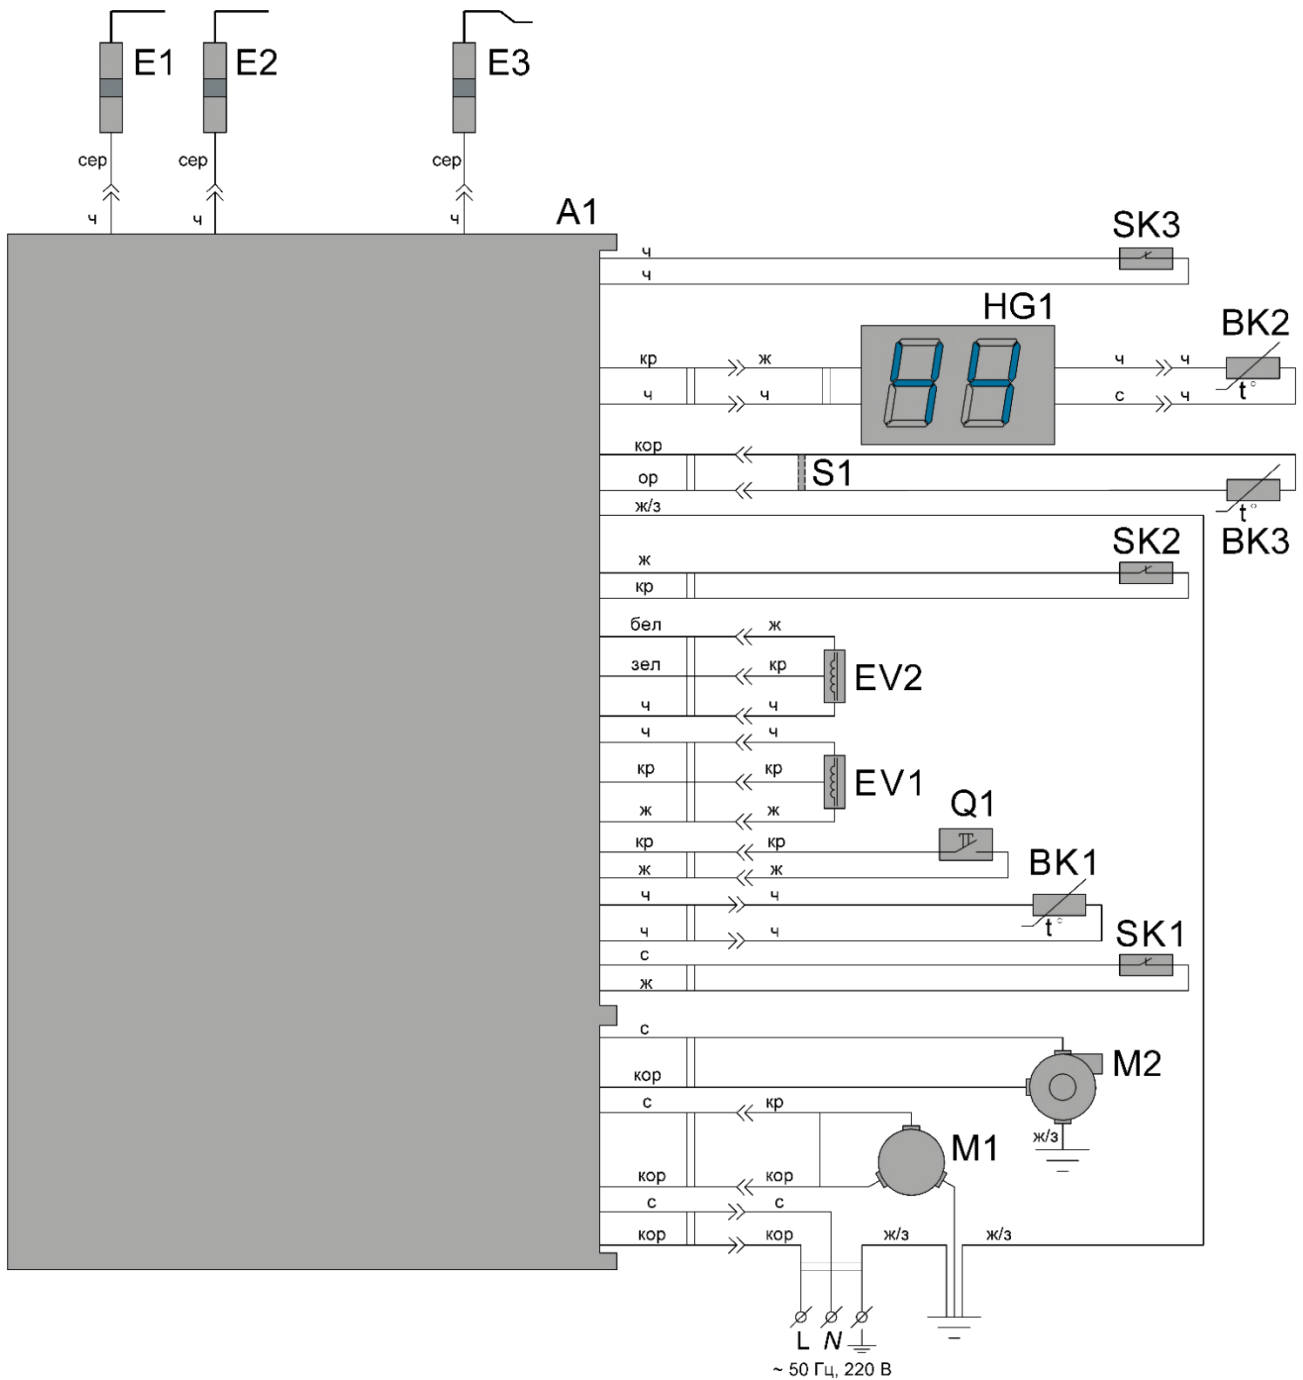 E1 E2 E3
сер сер сер
ч ч ч
A1
SK3
ч
ч
HG1
BK2
кр ж ч ч
44
t°
ч ч с ч
кор
S1
ор
t°
ж/з
SK2 BK3
ж
кр
бел ж
зел кр
EV2
ч ч
ч ч
кр кр
EV1
ж ж
Q1
кр кр
BK1
ж ж
ч ч
t°
SK1
ч ч
с
ж
с
M2
кор
с кр
ж/з
M1
кор кор
с с
кор кор ж/з ж/з
L N
~ 50 Гц, 220 В